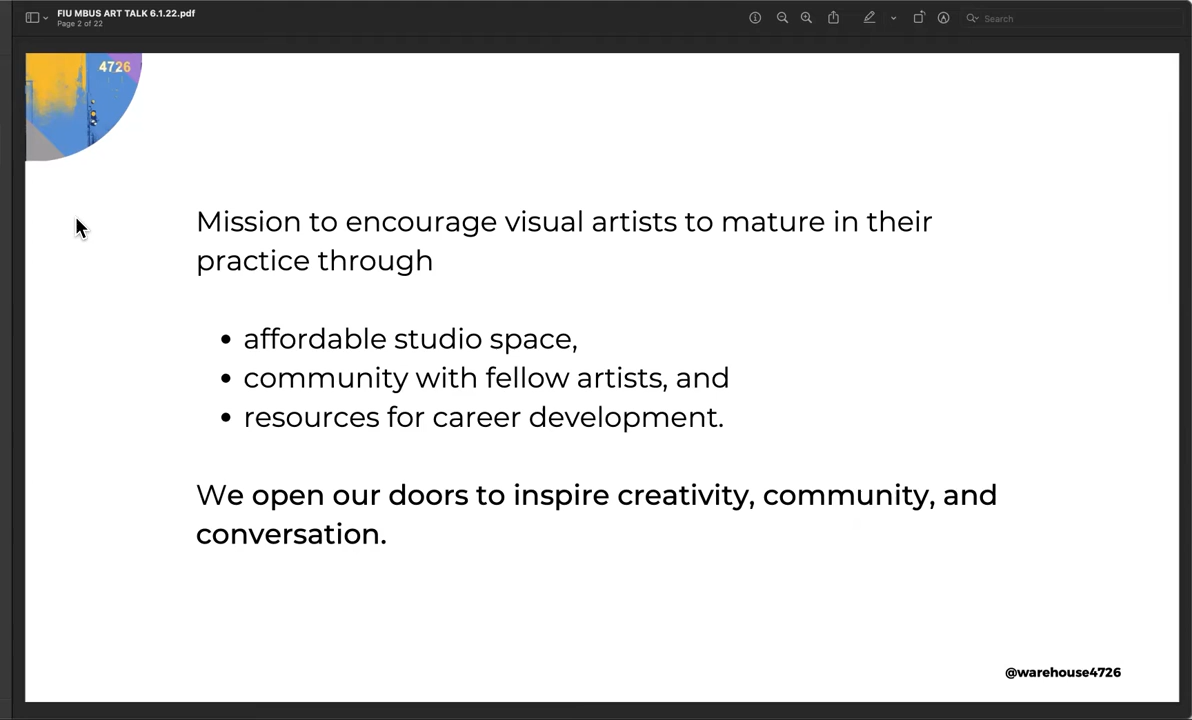 FIU MBUS ART TALK 6.1.22.pdf
Page 2 of 22
Search
4726
Mission to encourage visual artists to mature in their
practice through
• affordable studio space,
• community with fellow artists, and
• resources for career development.
We open our doors to inspire creativity, community, and
conversation.
@warehouse4726